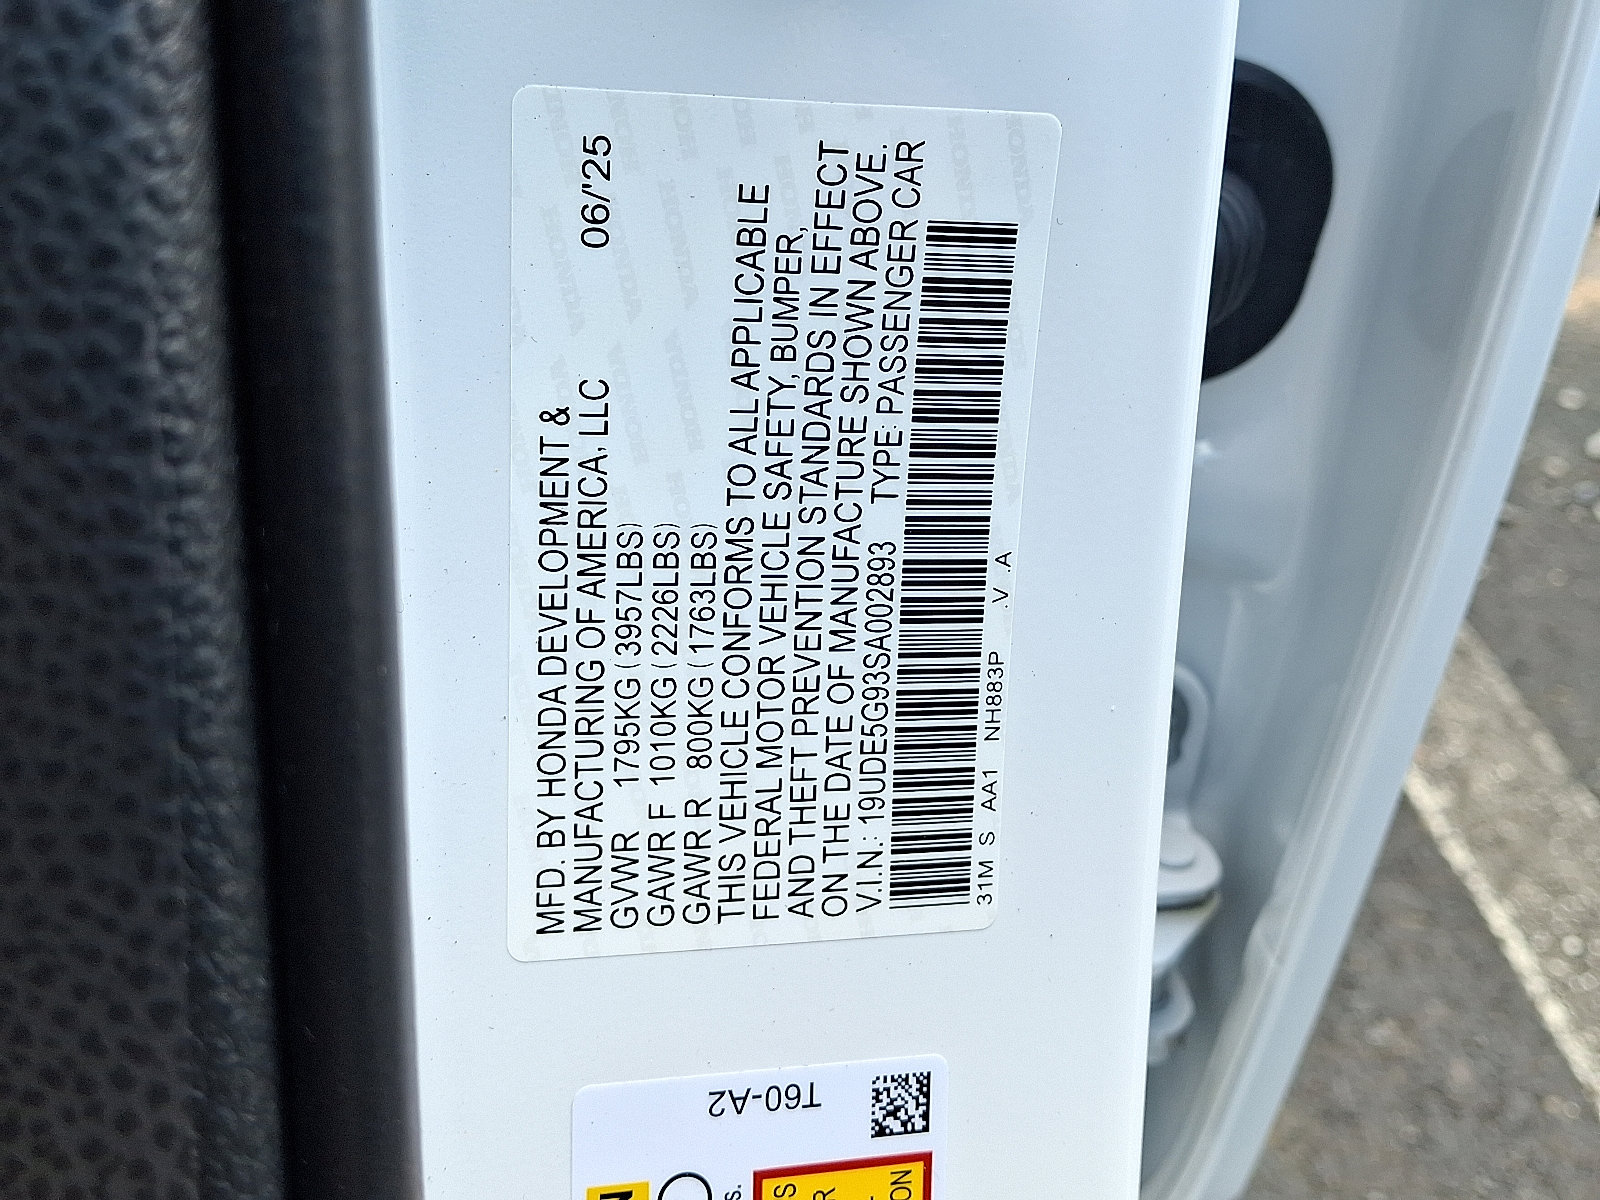 MFD. BY HONDA DEVELOPMENT &
MANUFACTURING OF AMERICA, LLC 06/'25
GVWR 1795KG (3957LBS)
GAWR F 1010KG (2226LBS)
GAWR R 800KG (1763LBS)
THIS VEHICLE CONFORMS TO ALL APPLICABLE
FEDERAL MOTOR VEHICLE SAFETY, BUMPER,
AND THEFT PREVENTION STANDARDS IN EFFECT
ON THE DATE OF MANUFACTURE SHOWN ABOVE.
V.I.N.: 19UDE5G93SA002893 TYPE: PASSENGER CAR
31M S AA1 NH883P .V .A
T60-A2